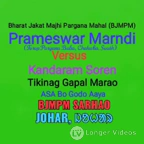 Bharat Jakat Majhi Pargana Mahal (BJMPM)
Prameswar Marndi
Versus
Kandaram Soren
Tikinag Gapal Marao
ASA Bo Godo Aaya
BJMPM SARHAO
JOHAR,
Longer Videos